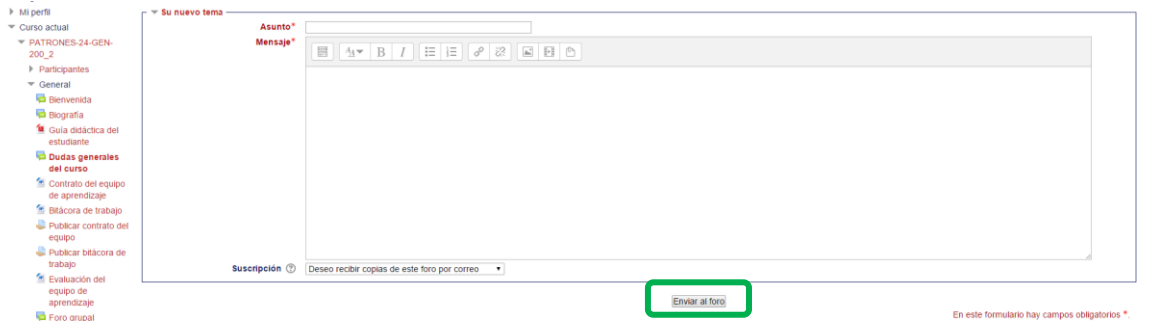 Mi perfil
Curso actual
PATRONES-24-GEN-
200_2
Participantes
General
Bienvenida
Biografía
Guía didáctica del
estudiante
Dudas generales
del curso
Contrato del equipo
de aprendizaje
Bitácora de trabajo
Publicar contrato del
equipo
Publicar bitácora de
trabajo
Evaluación del
equipo de
aprendizaje
Foro grupal
Su nuevo tema
Asunto*
Mensaje*
B I
Suscripción
Deseo recibir copias de este foro por correo
Enviar al foro
En este formulario hay campos obligatorios *.